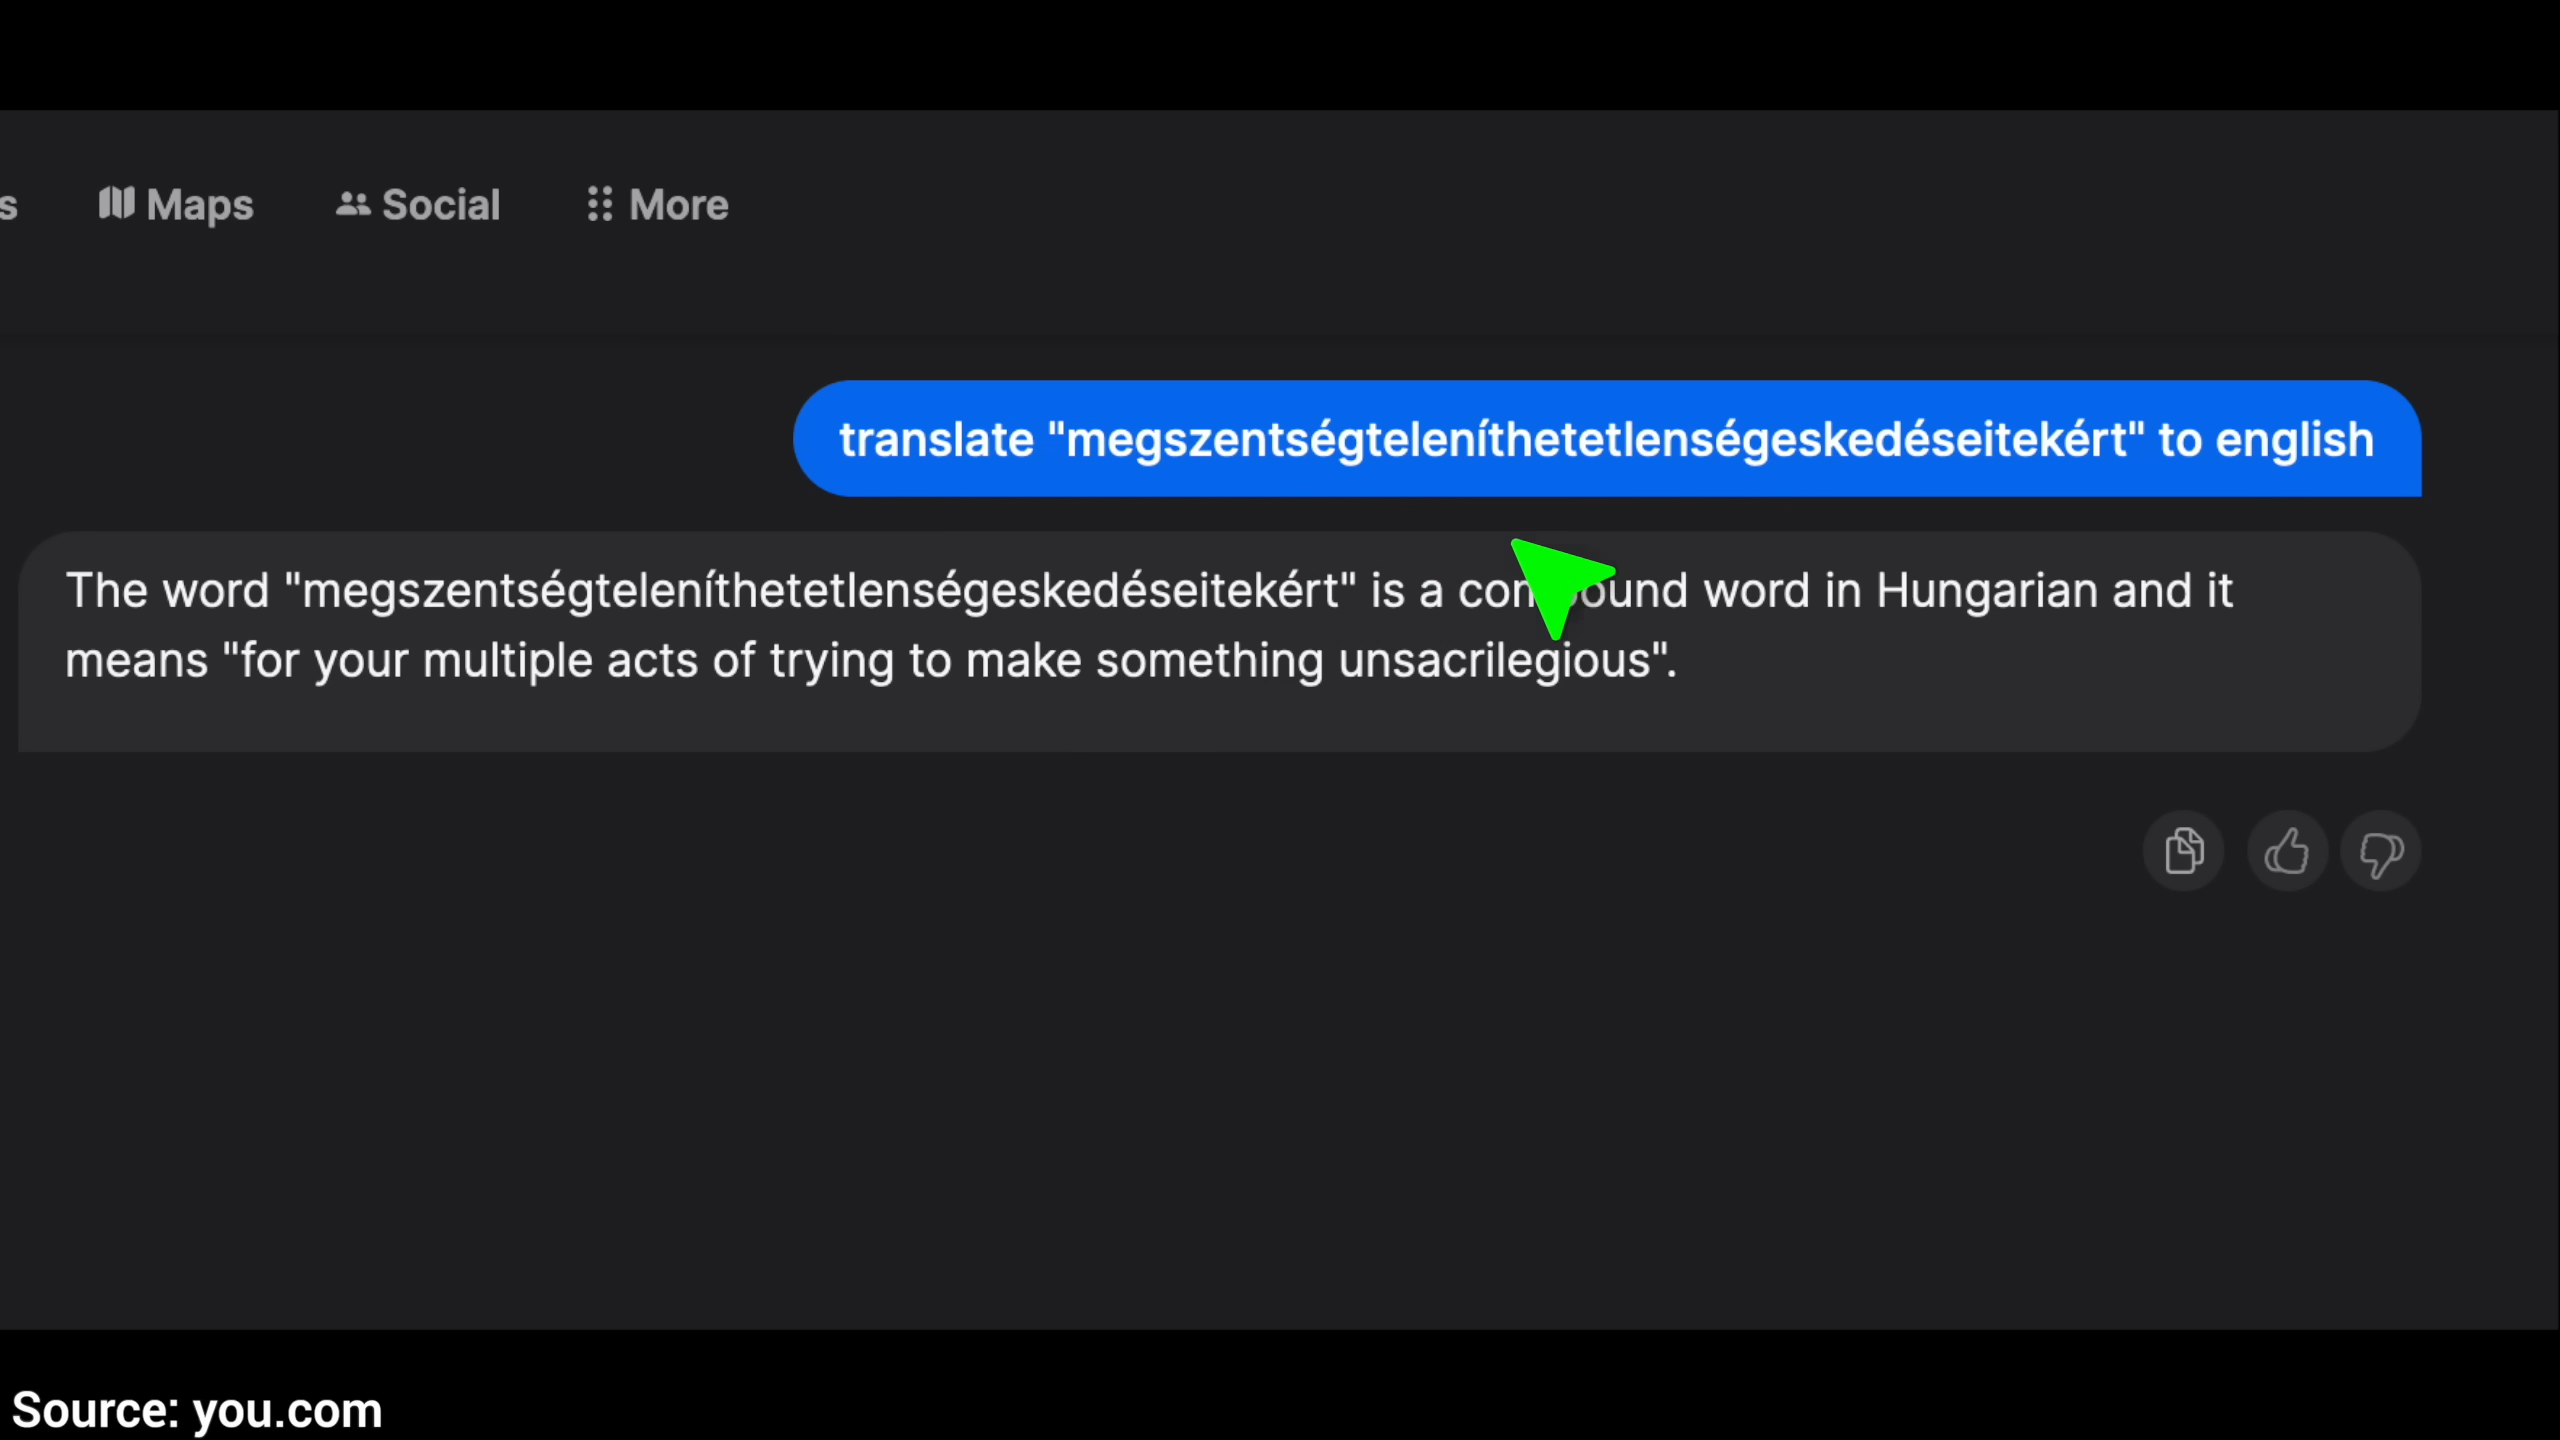 s Maps Social More
translate "megszentségteleníthetetlenségeskedéseitekért" to english
The word "megszentségteleníthetetlenségeskedéseitekért" is a compound word in Hungarian and it
means "for your multiple acts of trying to make something unsacrilegious".
Source: you.com